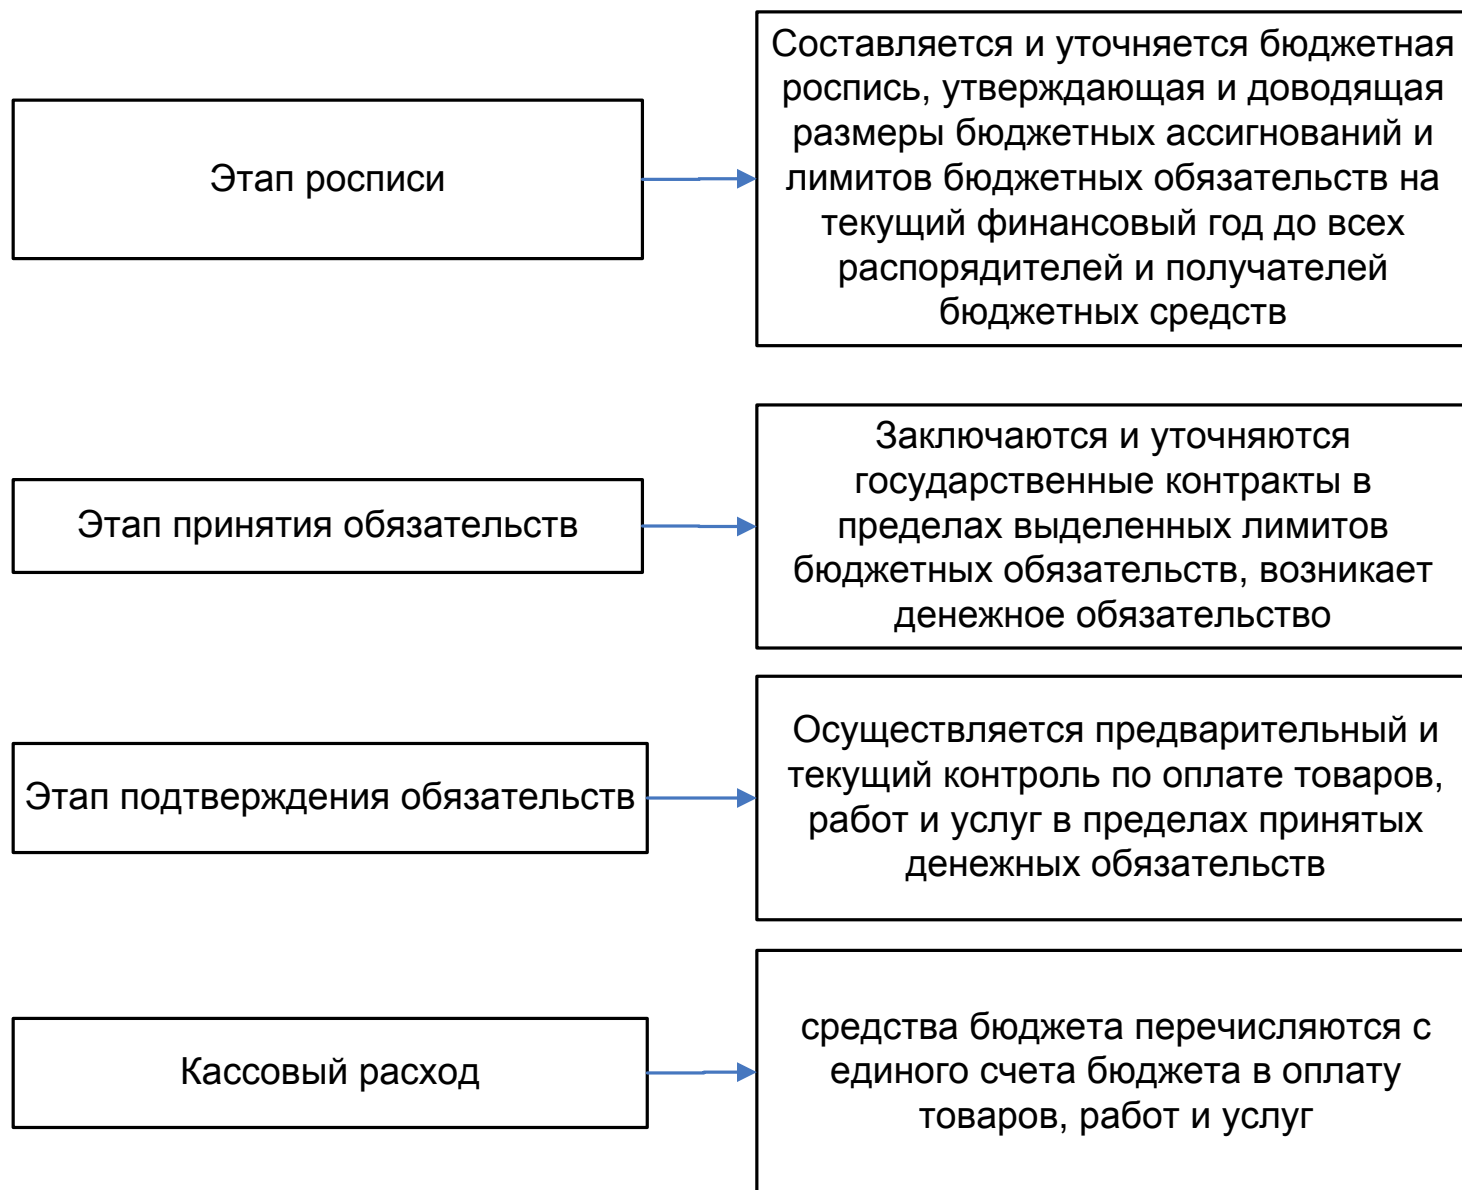 Этап росписи
Составляется и уточняется бюджетная
роспись, утверждающая и доводящая
размеры бюджетных ассигнований и
лимитов бюджетных обязательств на
текущий финансовый год до всех
распорядителей и получателей
бюджетных средств
Этап принятия обязательств
Заключаются и уточняются
государственные контракты в
пределах выделенных лимитов
бюджетных обязательств, возникает
денежное обязательство
Этап подтверждения обязательств
Осуществляется предварительный и
текущий контроль по оплате товаров,
работ и услуг в пределах принятых
денежных обязательств
Кассовый расход
средства бюджета перечисляются с
единого счета бюджета в оплату
товаров, работ и услуг